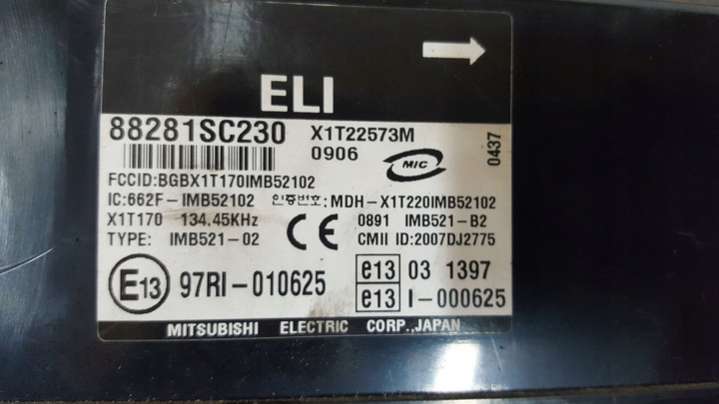 ELI
88281SC230 X1T22573M
0906 MIC 0437
FCCID:BGBX1T170IMB52102
IC:662F-IMB52102 인증번호:MDH-X1T220IMB52102
X1T170 134.45KHz CE 0891 IMB521-B2
TYPE: IMB521-02 CMII ID:2007DJ2775
E13 97RI-010625 e13 03 1397
e13 I-000625
MITSUBISHI ELECTRIC CORP.,JAPAN